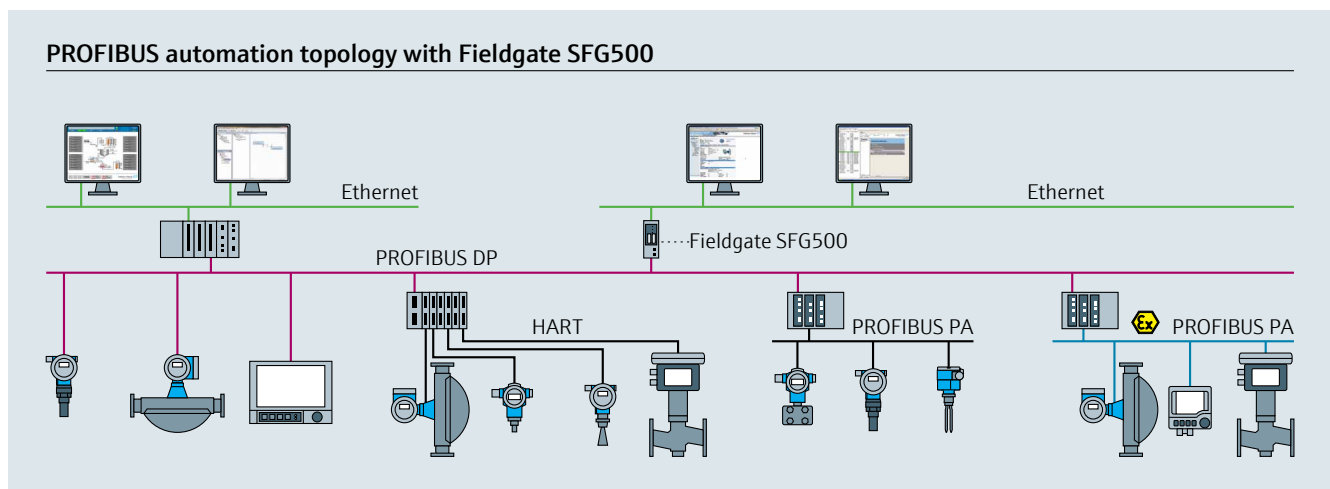 PROFIBUS automation topology with Fieldgate SFG500
Ethernet
Ethernet
Fieldgate SFG500
PROFIBUS DP
HART
PROFIBUS PA
Ex
PROFIBUS PA